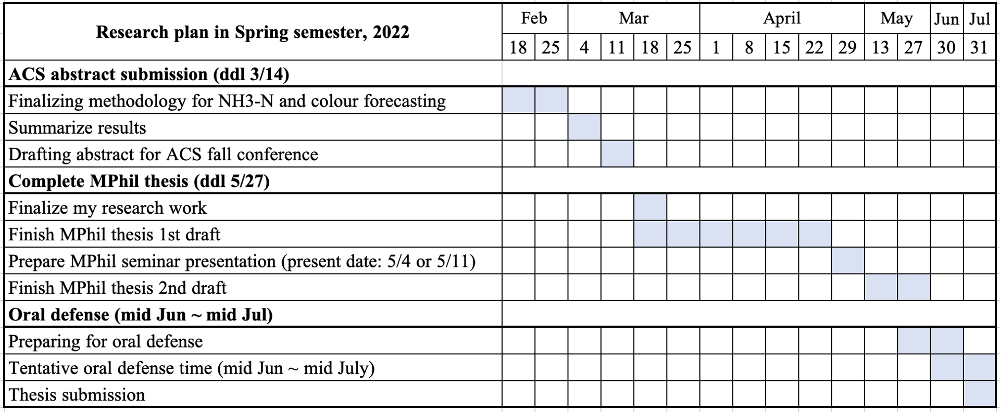 Research plan in Spring semester, 2022
Feb Mar April May Jun Jul
18 25 4 11 18 25 1 8 15 22 29 13 27 30 31
ACS abstract submission (ddl 3/14)
Finalizing methodology for NH3-N and colour forecasting
Summarize results
Drafting abstract for ACS fall conference
Complete MPhil thesis (ddl 5/27)
Finalize my research work
Finish MPhil thesis 1st draft
Prepare MPhil seminar presentation (present date: 5/4 or 5/11)
Finish MPhil thesis 2nd draft
Oral defense (mid Jun ~ mid Jul)
Preparing for oral defense
Tentative oral defense time (mid Jun ~ mid July)
Thesis submission